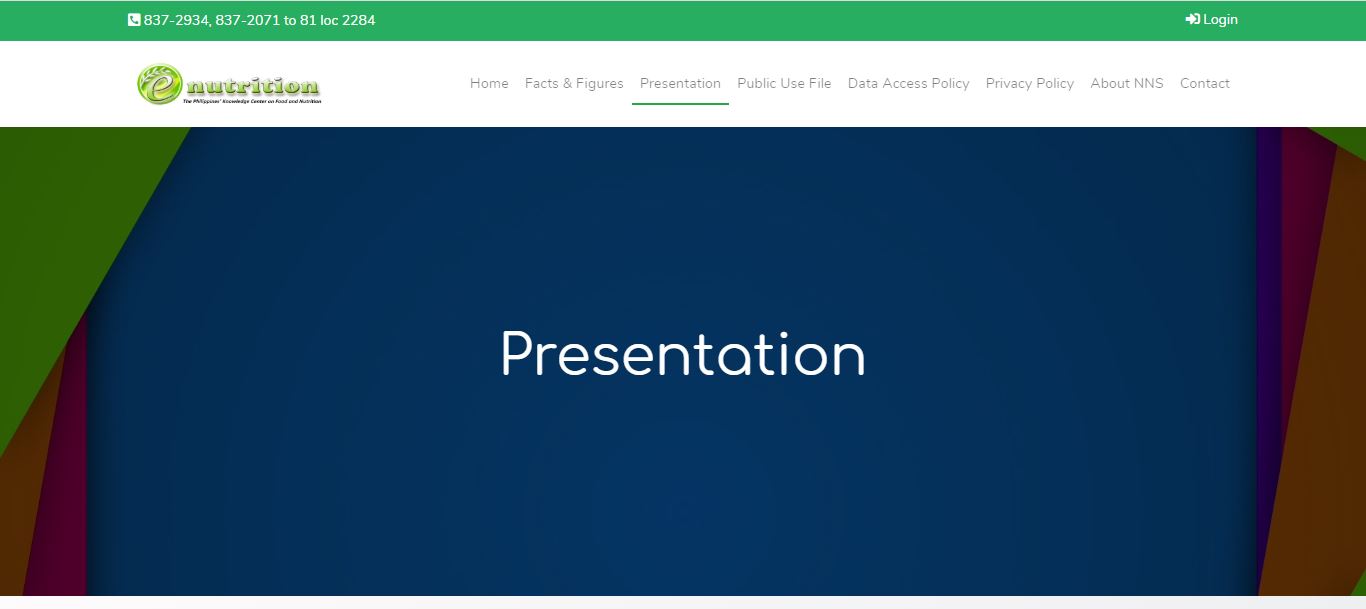 837-2934, 837-2071 to 81 loc 2284
Login
e nutrition
The Philippines' Knowledge Center on Food and Nutrition
Home Facts & Figures Presentation Public Use File Data Access Policy Privacy Policy About NNS Contact
Presentation